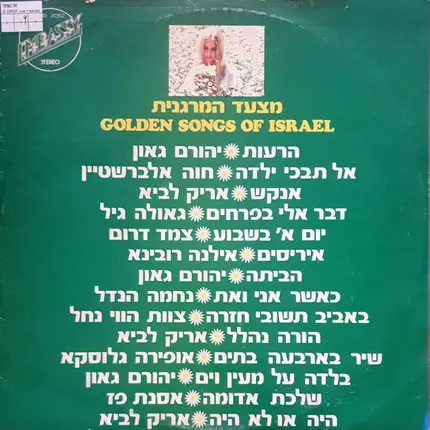 EMBASSY
STEREO
מצעד המרגנית
GOLDEN SONGS OF ISRAEL
הרעות יהורם גאון
אל תבכי ילדה חוה אלברשטיין
אנקש אריק לביא
דבר אלי בפרחים גאולה גיל
יום א׳ בשבוע צמד דרום
איריסים אילנה רובינא
הביתה יהורם גאון
כאשר אני ואת נחמה הנדל
באביב תשובי חזרה צוות הווי נחל
הורה נהלל אריק לביא
שיר בארבעה בתים אופירה גלוסקא
בלדה על מעין וים יהורם גאון
שלכת אדומה אסנת פז
היה או לא היה אריק לביא